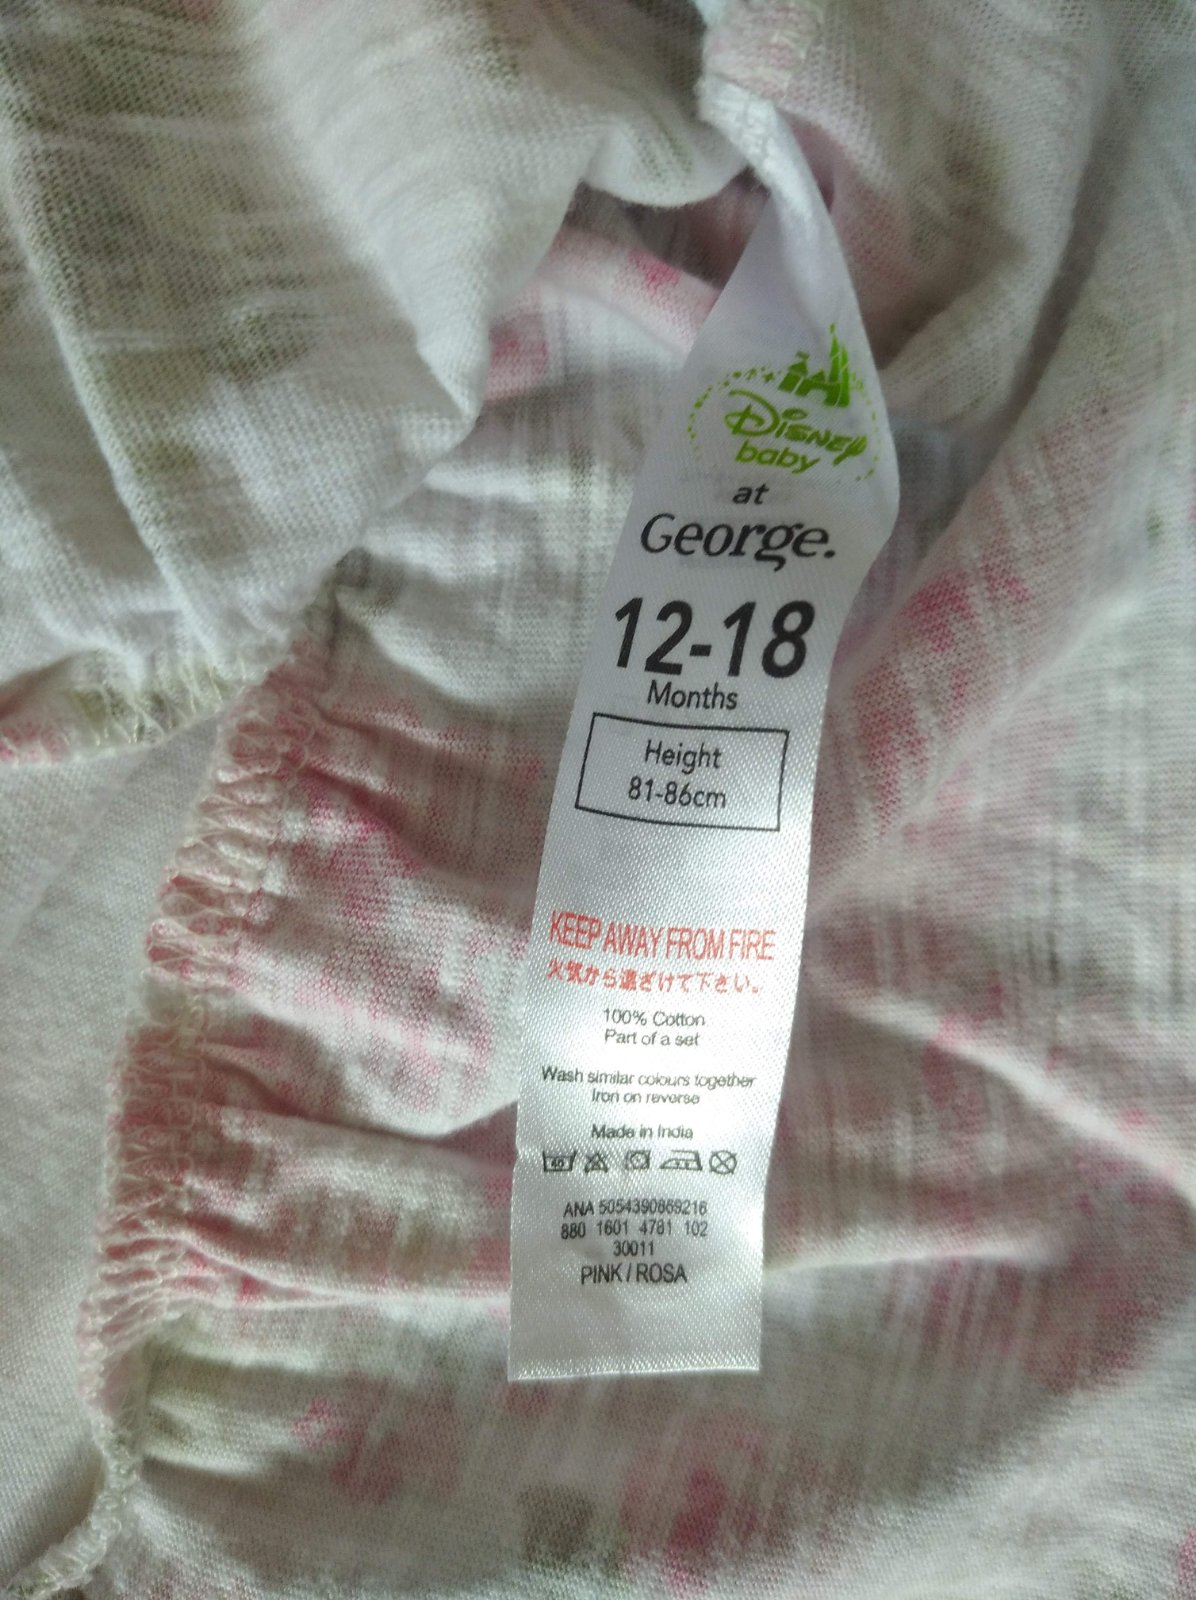 Disney
baby
at
George.
12-18
Months
Height
81-86cm
KEEP AWAY FROM FIRE
火気から遠ざけて下さい。
100% Cotton
Part of a set
Wash similar colours together
Iron on reverse
Made in India
40
ANA 5054390869216
880 1601 4781 102
30011
PINK / ROSA